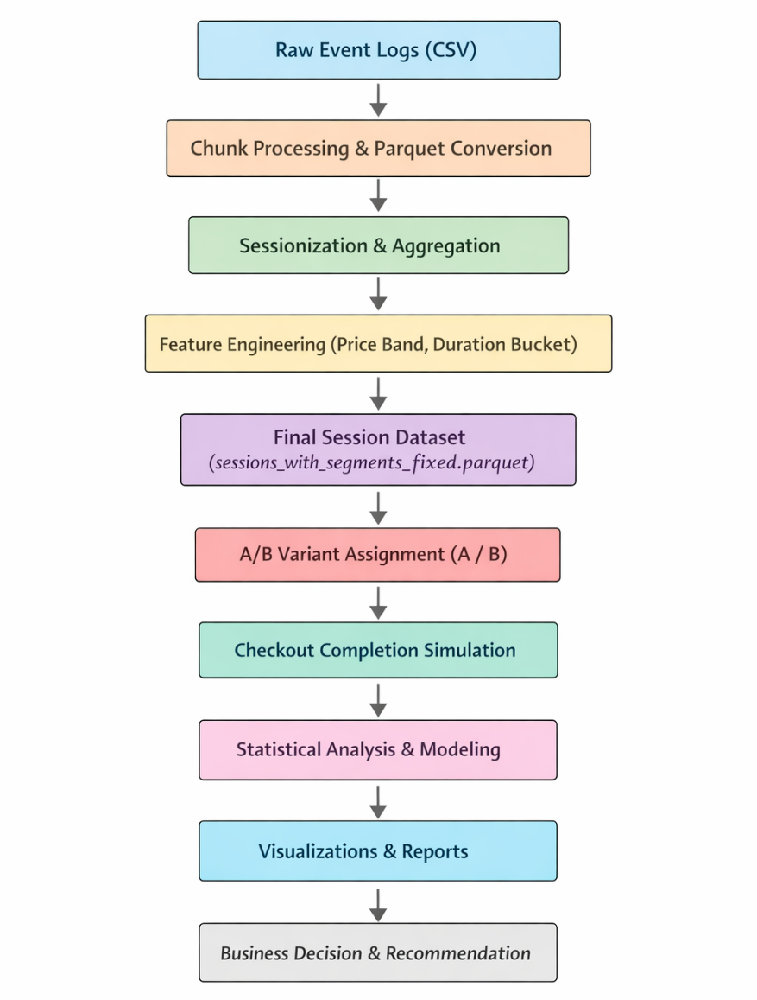 Raw Event Logs (CSV)
Chunk Processing & Parquet Conversion
Sessionization & Aggregation
Feature Engineering (Price Band, Duration Bucket)
Final Session Dataset
(sessions_with_segments_fixed.parquet)
A/B Variant Assignment (A / B)
Checkout Completion Simulation
Statistical Analysis & Modeling
Visualizations & Reports
Business Decision & Recommendation